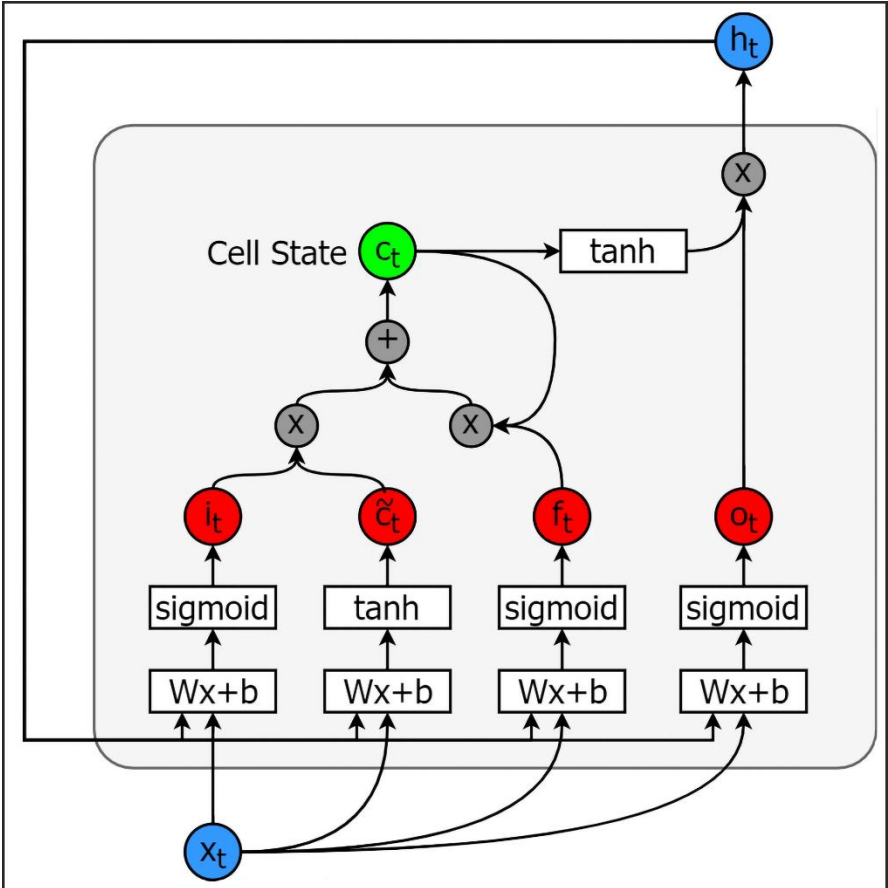 h_t
x
Cell State c_t tanh
+
x x
i_t c̃_t f_t o_t
sigmoid tanh sigmoid sigmoid
Wx+b Wx+b Wx+b Wx+b
x_t